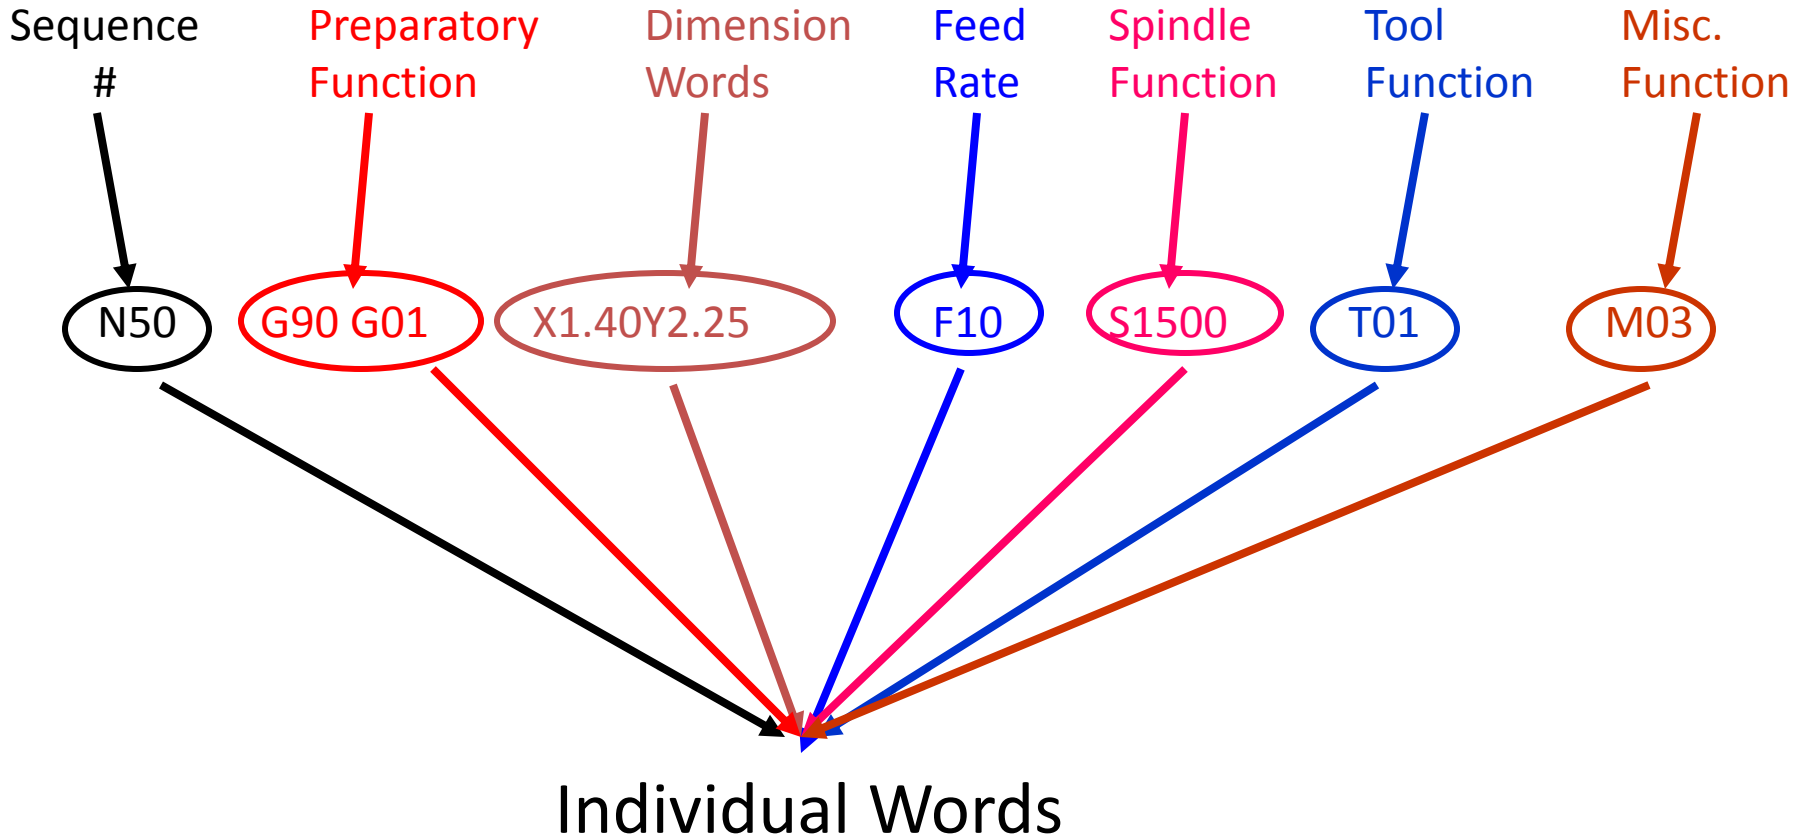 Sequence #
Preparatory Function
Dimension Words
Feed Rate
Spindle Function
Tool Function
Misc. Function
N50 G90 G01 X1.40Y2.25 F10 S1500 T01 M03
Individual Words